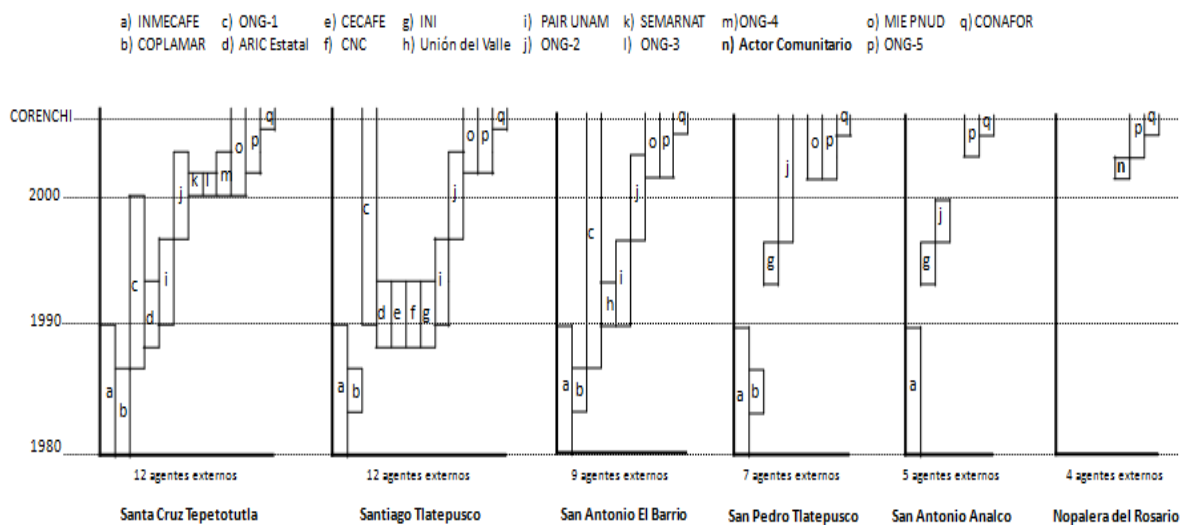 a) INMECAFE c) ONG-1 e) CECAFE g) INI i) PAIR UNAM k) SEMARNAT m)ONG-4 o) MIE PNUD q)CONAFOR
b) COPLAMAR d) ARIC Estatal f) CNC h) Unión del Valle j) ONG-2 l) ONG-3 n) Actor Comunitario p) ONG-5
CORENCHI
2000
1990
1980
a b c d i j k l m o p q
a b c d e f g i j o p q
a b c h i j o p q
a b g j o p q
a g j p q
n p q
12 agentes externos 12 agentes externos 9 agentes externos 7 agentes externos 5 agentes externos 4 agentes externos
Santa Cruz Tepetotutla Santiago Tlatepusco San Antonio El Barrio San Pedro Tlatepusco San Antonio Analco Nopalera del Rosario